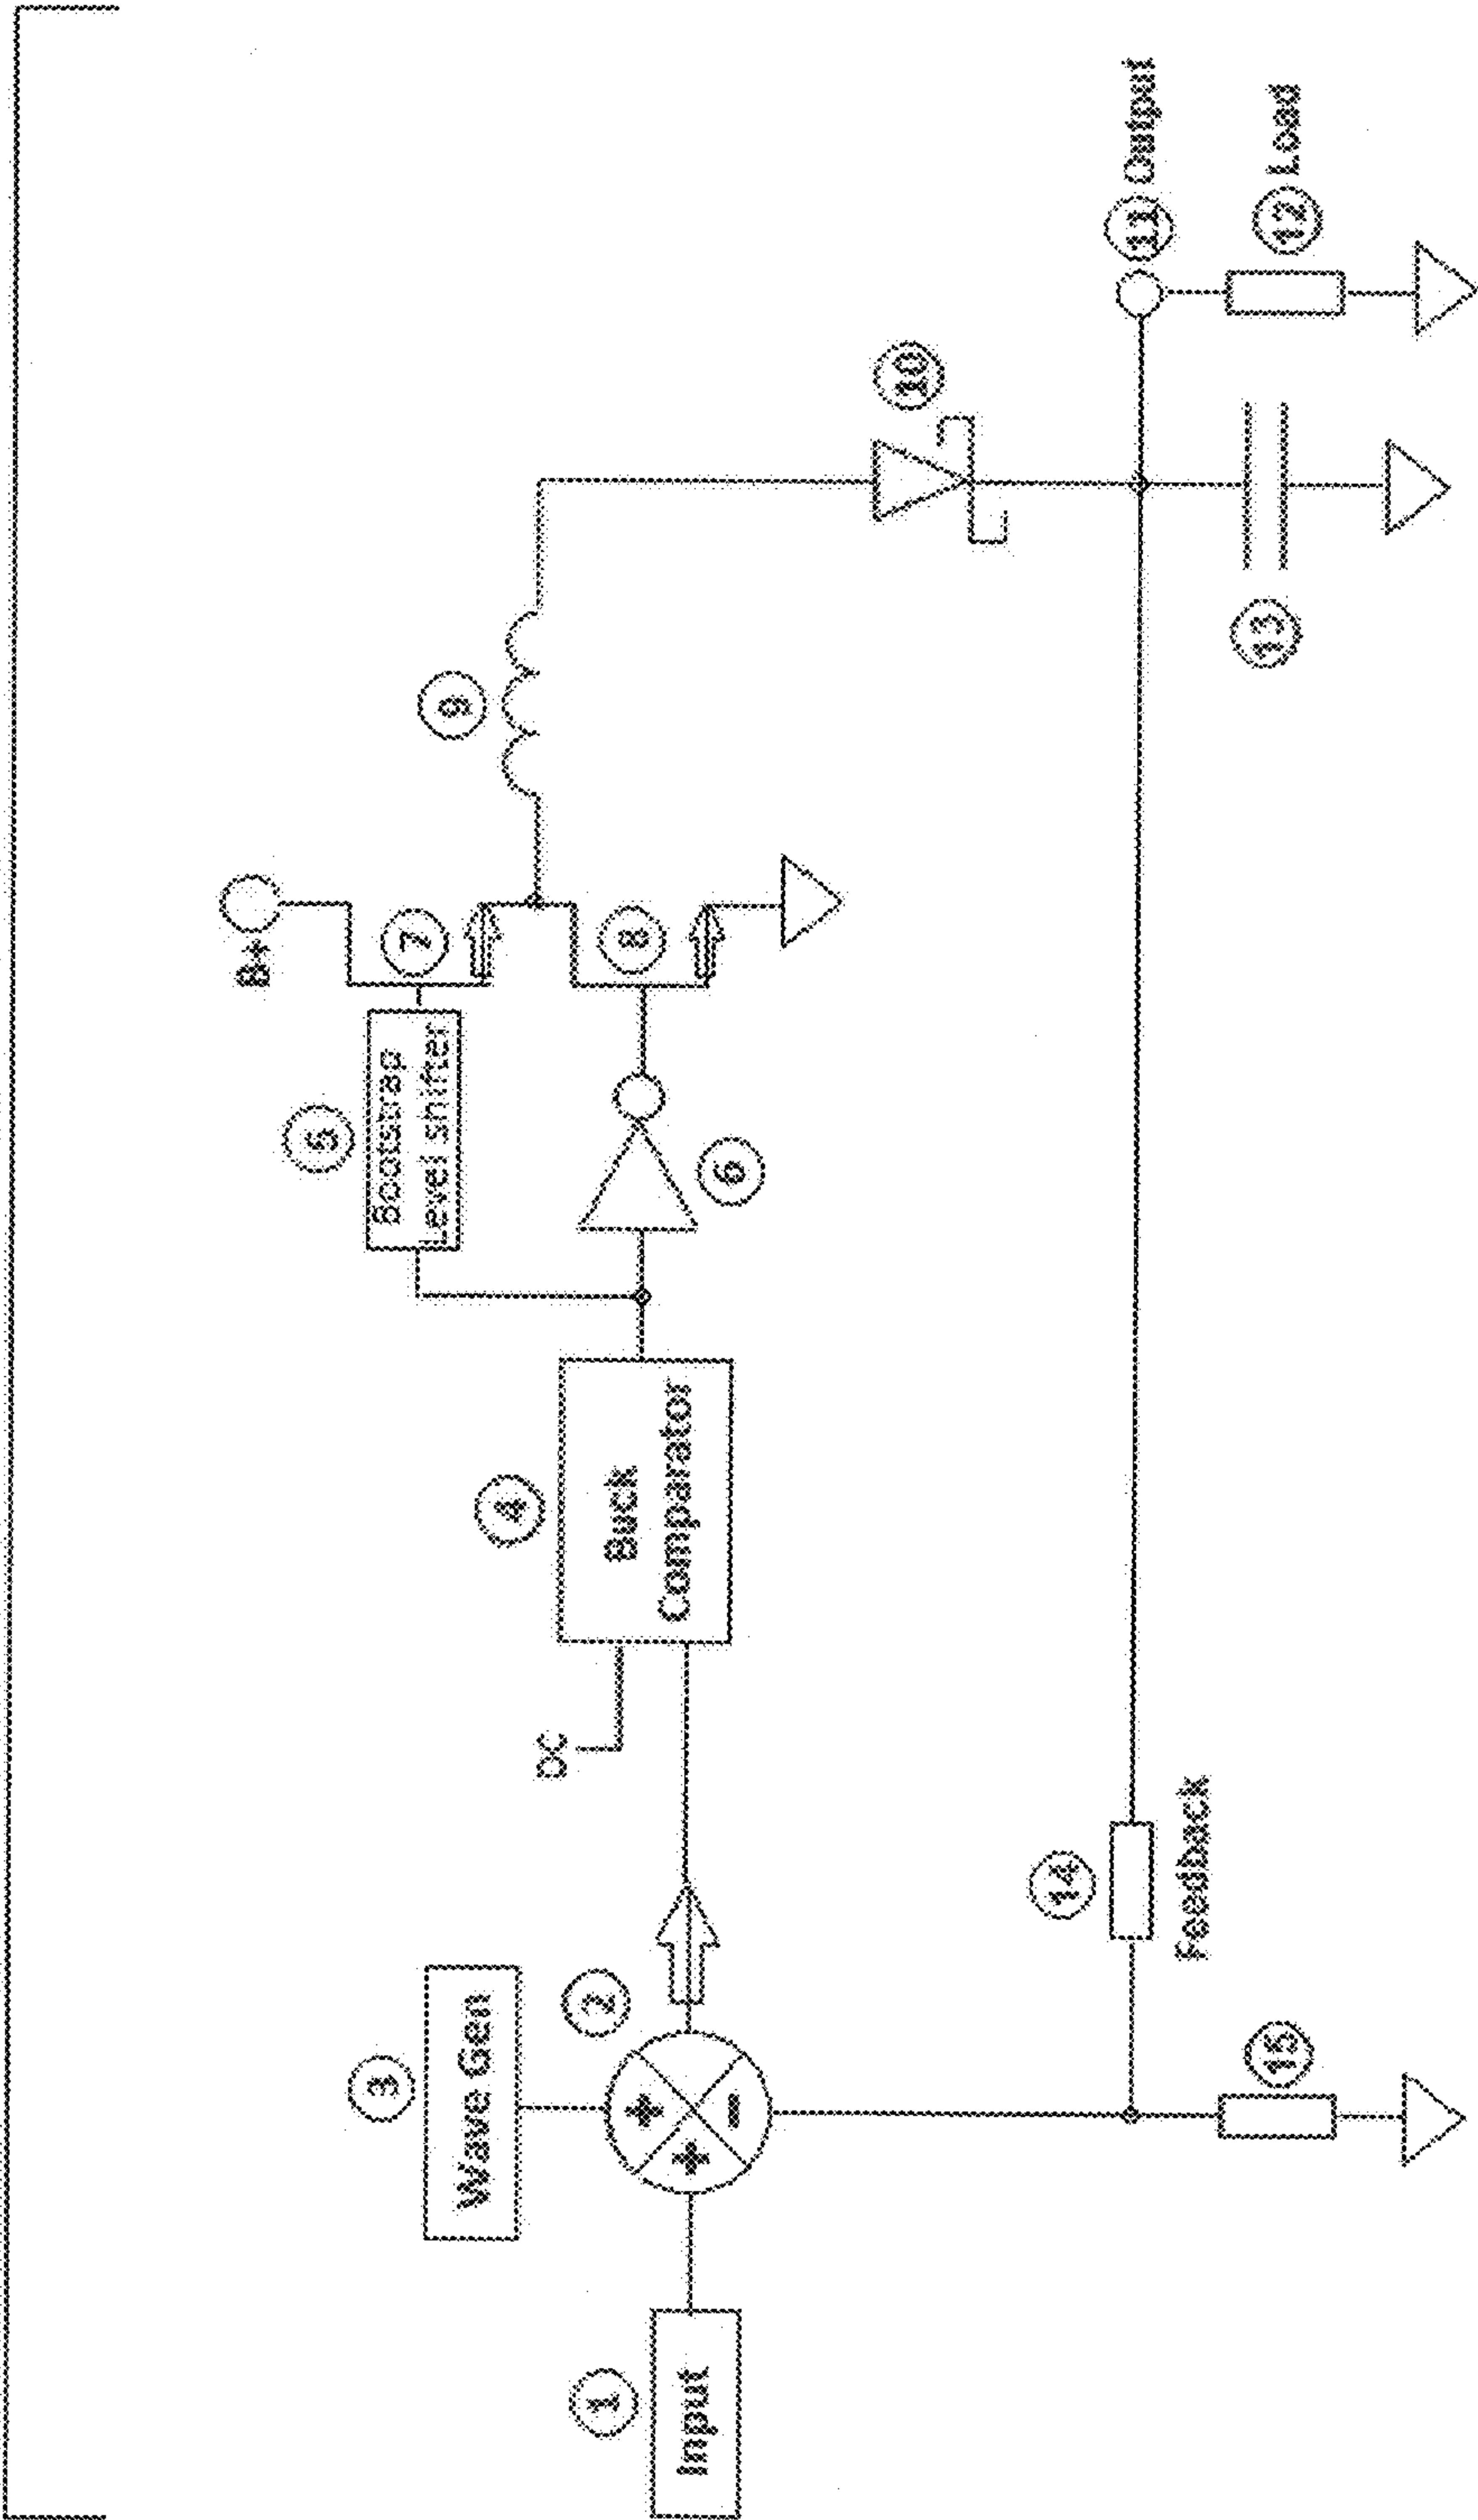 1
Input
3
Wave Gen
2
+
+
-
DC
4
Buck
Comparator
5
Bootstrap
Level shifter
6
B+
7
8
9
10
11 Output
12 Load
13
14
Feedback
15